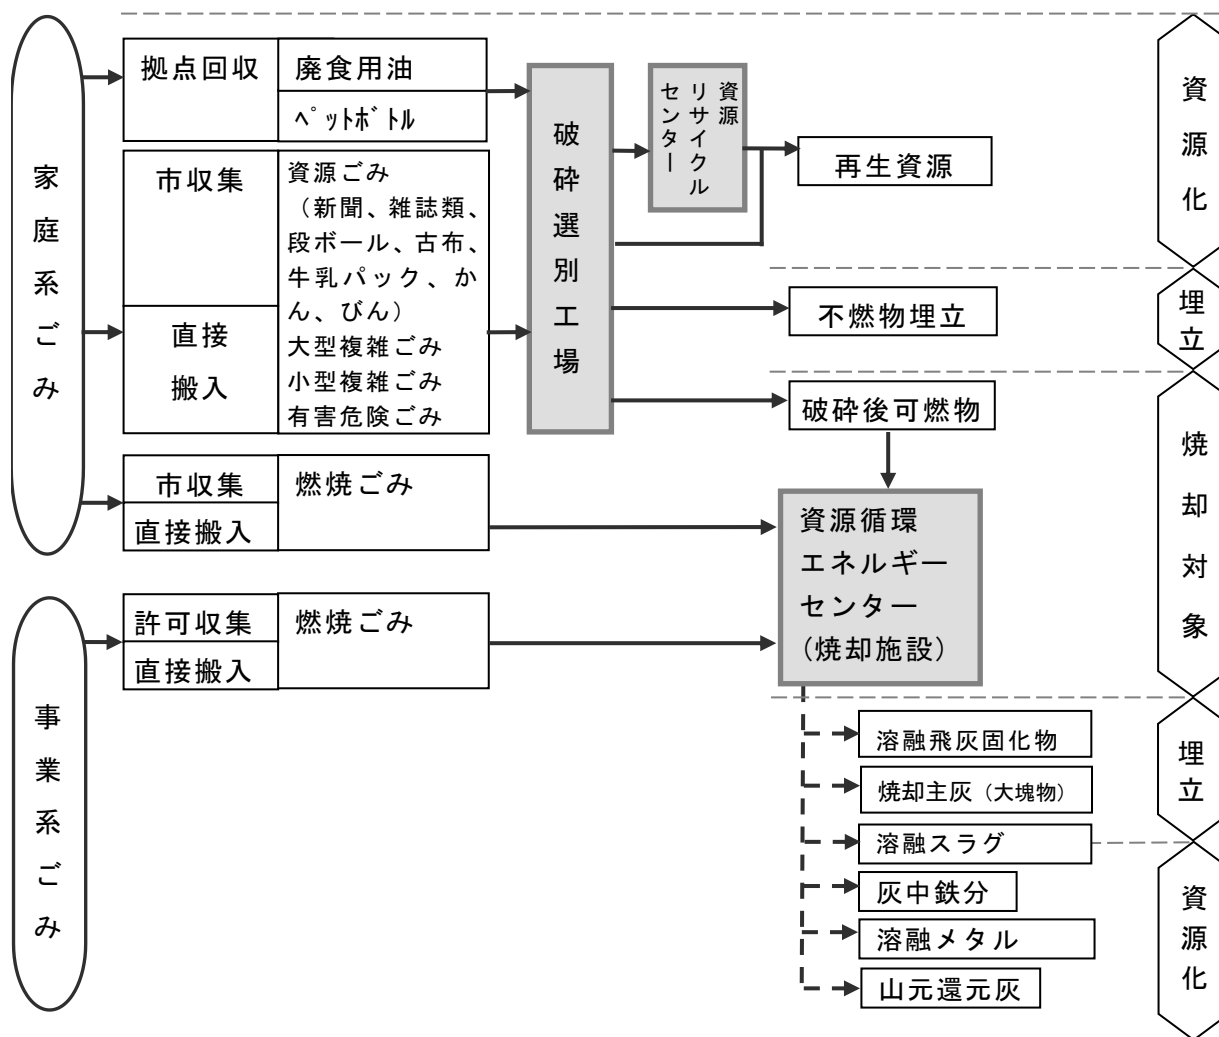 家庭系ごみ
拠点回収
廃食用油
ﾍﾟｯﾄﾎﾞﾄﾙ
市収集
直接
搬入
資源ごみ
（新聞、雑誌類、
段ボール、古布、
牛乳パック、か
ん、びん）
大型複雑ごみ
小型複雑ごみ
有害危険ごみ
破砕選別工場
資源
リサイクル
センター
再生資源
不燃物埋立
破砕後可燃物
市収集
直接搬入
燃焼ごみ
資源循環
エネルギー
センター
(焼却施設)
事業系ごみ
許可収集
直接搬入
燃焼ごみ
溶融飛灰固化物
焼却主灰（大塊物）
溶融スラグ
灰中鉄分
溶融メタル
山元還元灰
資源化
埋立
焼却対象
埋立
資源化